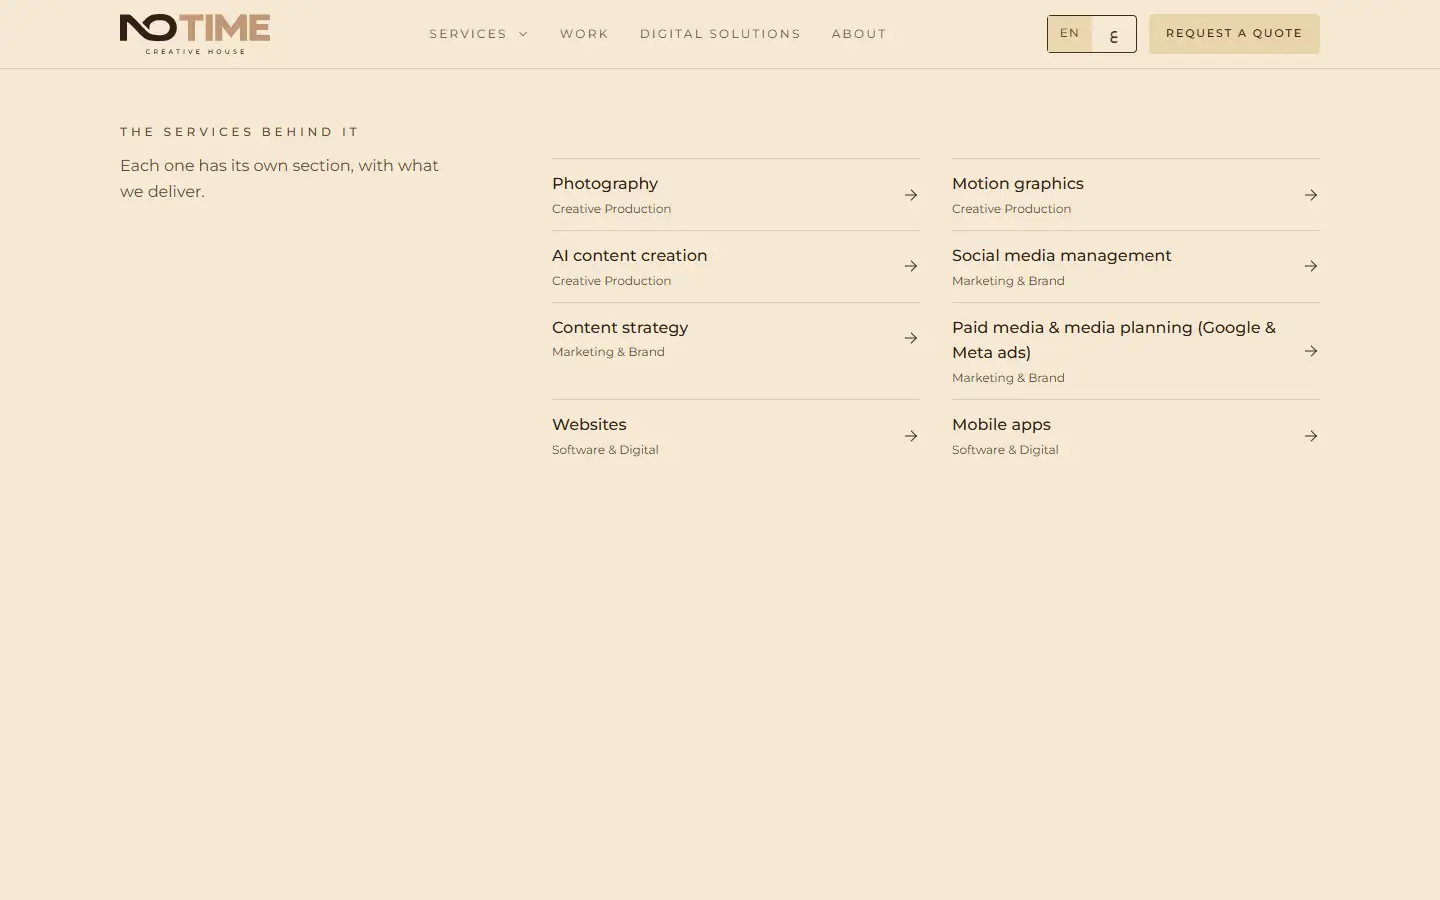 NOTIME
CREATIVE HOUSE
SERVICES
WORK
DIGITAL SOLUTIONS
ABOUT
EN
ع
REQUEST A QUOTE
THE SERVICES BEHIND IT
Each one has its own section, with what
we deliver.
Photography
Creative Production
Motion graphics
Creative Production
AI content creation
Creative Production
Social media management
Marketing & Brand
Content strategy
Marketing & Brand
Paid media & media planning (Google &
Meta ads)
Marketing & Brand
Websites
Software & Digital
Mobile apps
Software & Digital